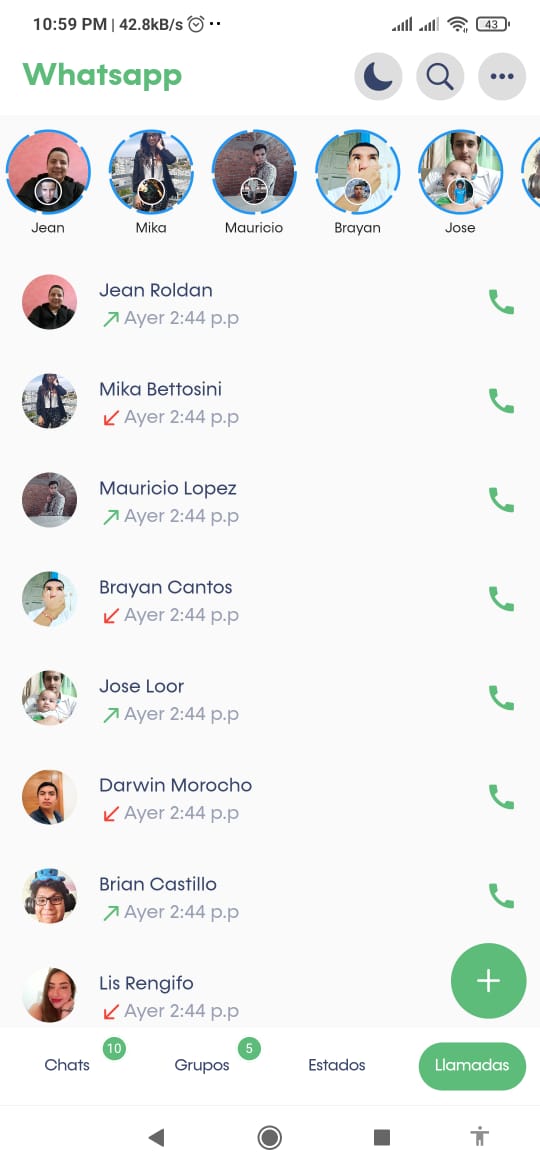 10:59 PM | 42.8kB/s
43
Whatsapp
Jean
Mika
Mauricio
Brayan
Jose
Jean Roldan
Ayer 2:44 p.p
Mika Bettosini
Ayer 2:44 p.p
Mauricio Lopez
Ayer 2:44 p.p
Brayan Cantos
Ayer 2:44 p.p
Jose Loor
Ayer 2:44 p.p
Darwin Morocho
Ayer 2:44 p.p
Brian Castillo
Ayer 2:44 p.p
Lis Rengifo
Ayer 2:44 p.p
Chats 10
Grupos 5
Estados
Llamadas